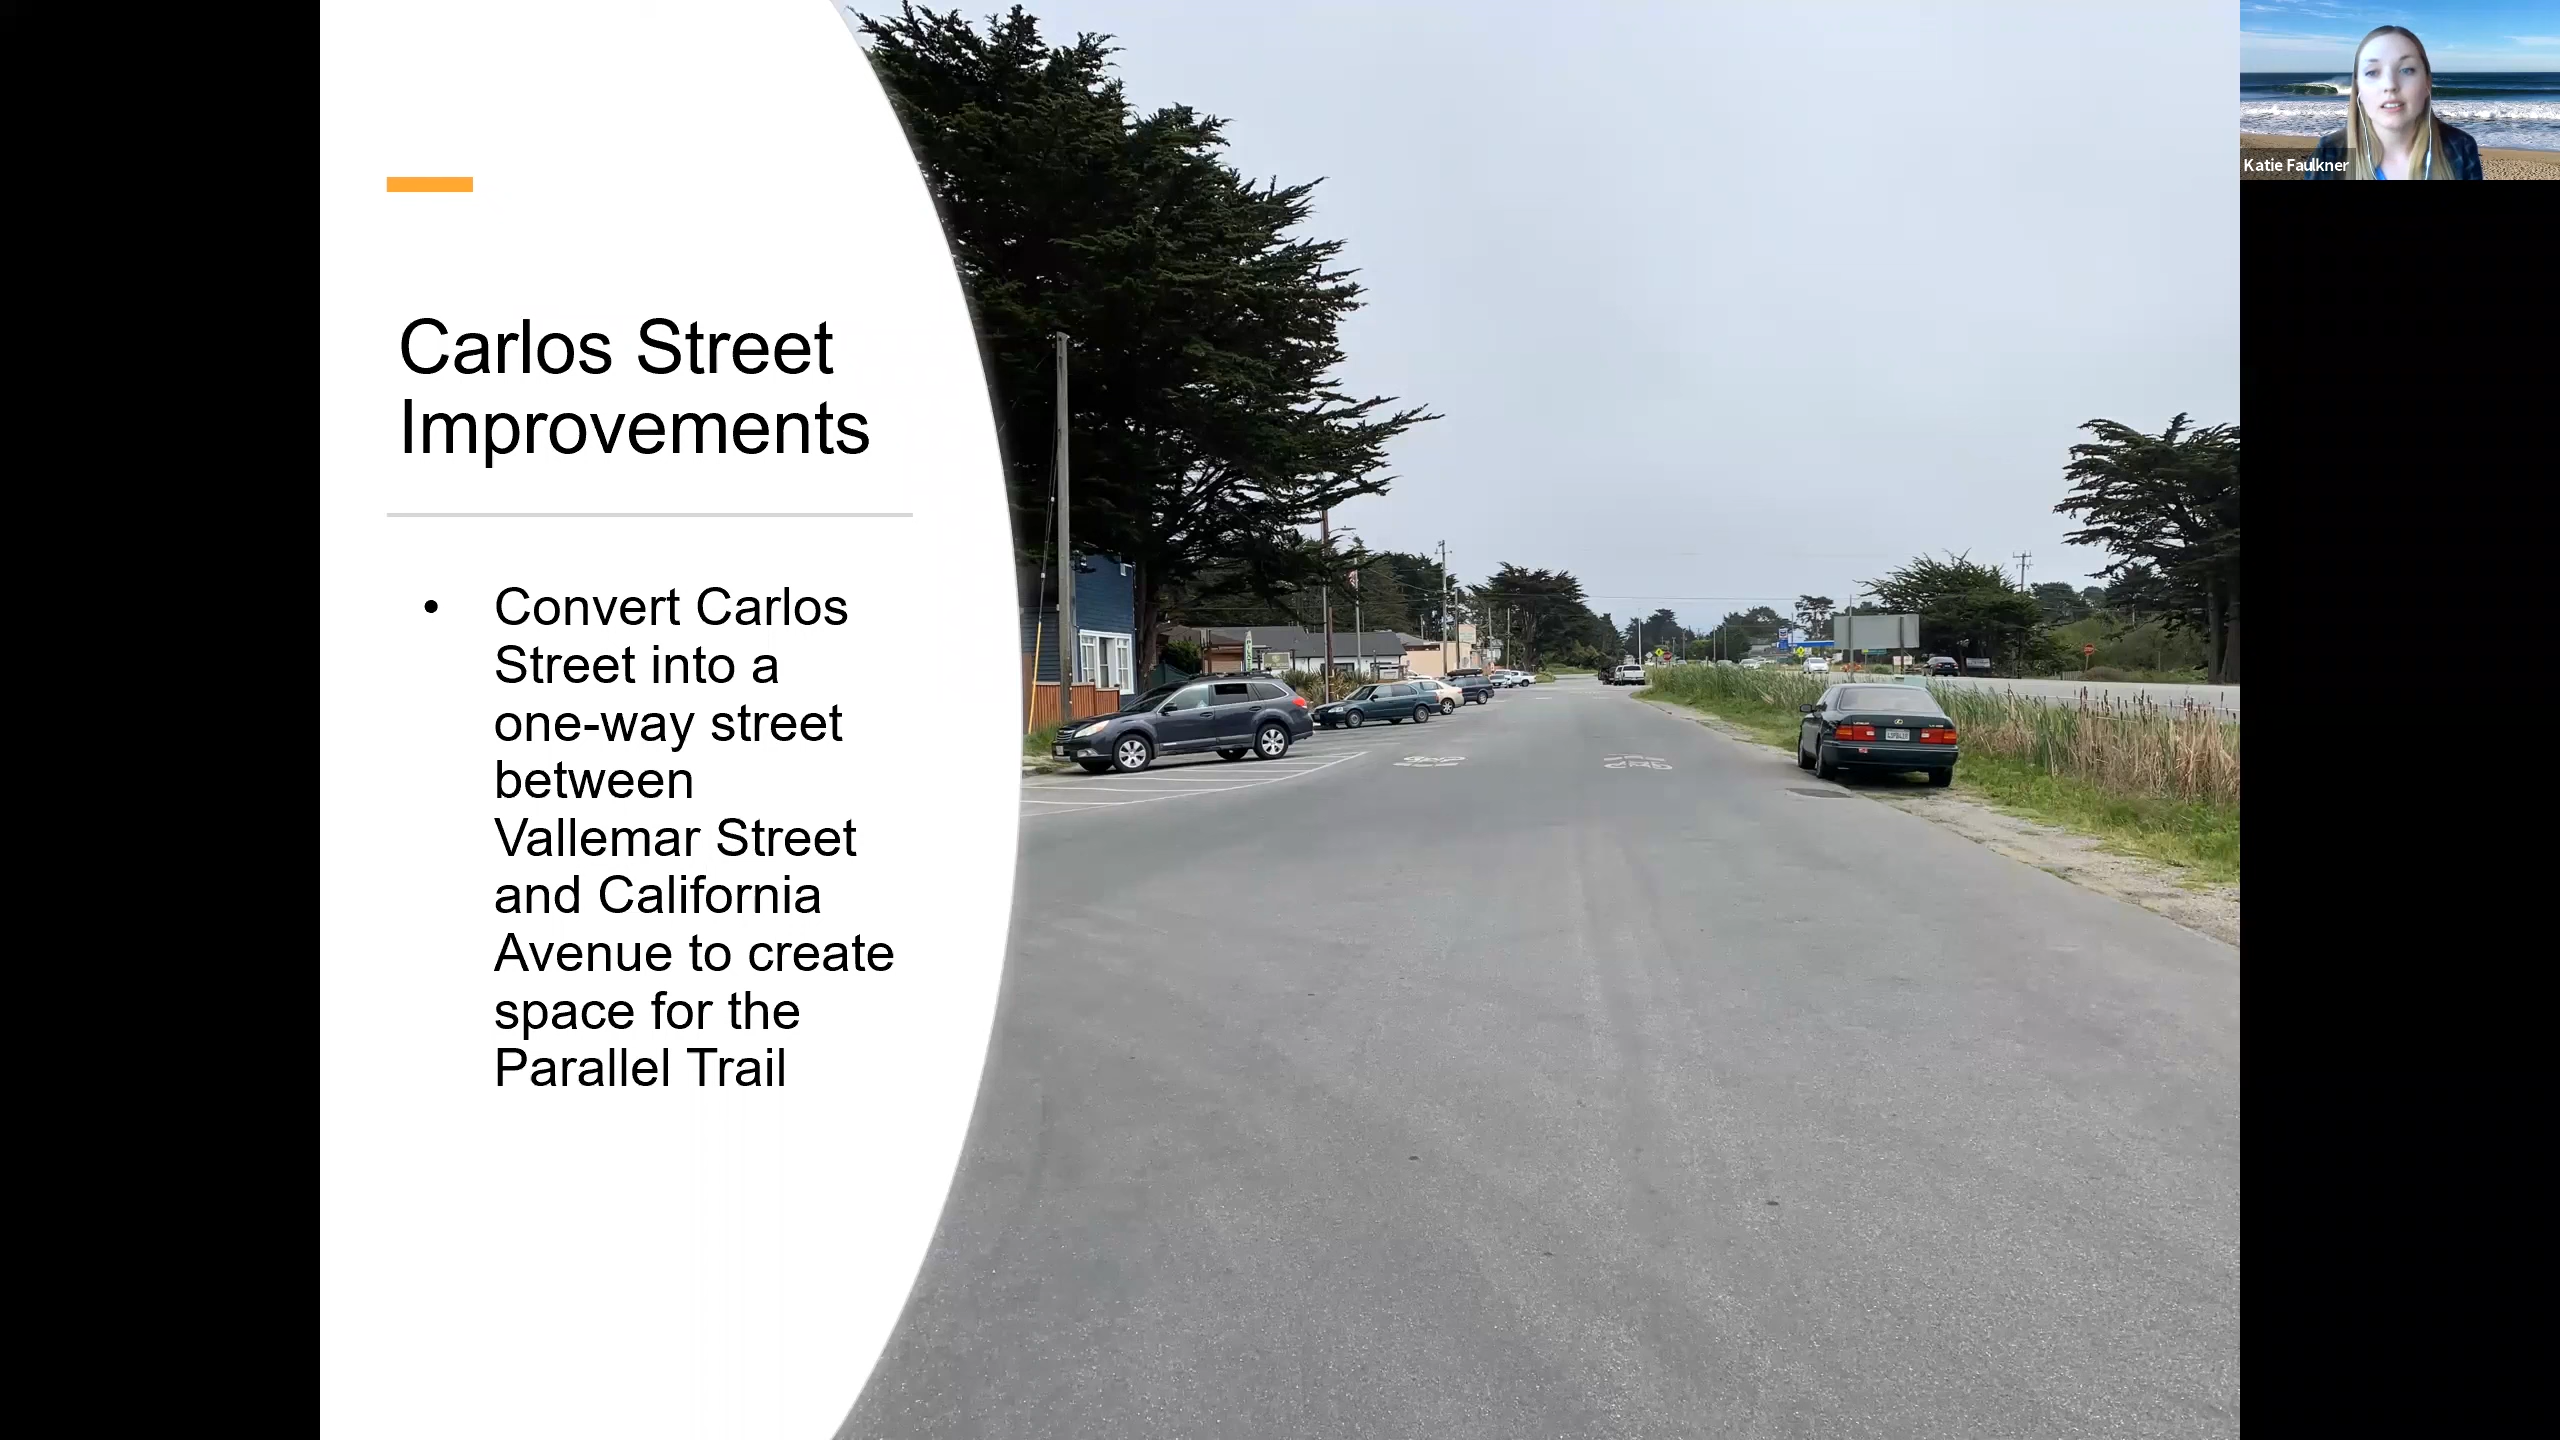 Carlos Street
Improvements
• Convert Carlos
Street into a
one-way street
between
Vallemar Street
and California
Avenue to create
space for the
Parallel Trail
Katie Faulkner